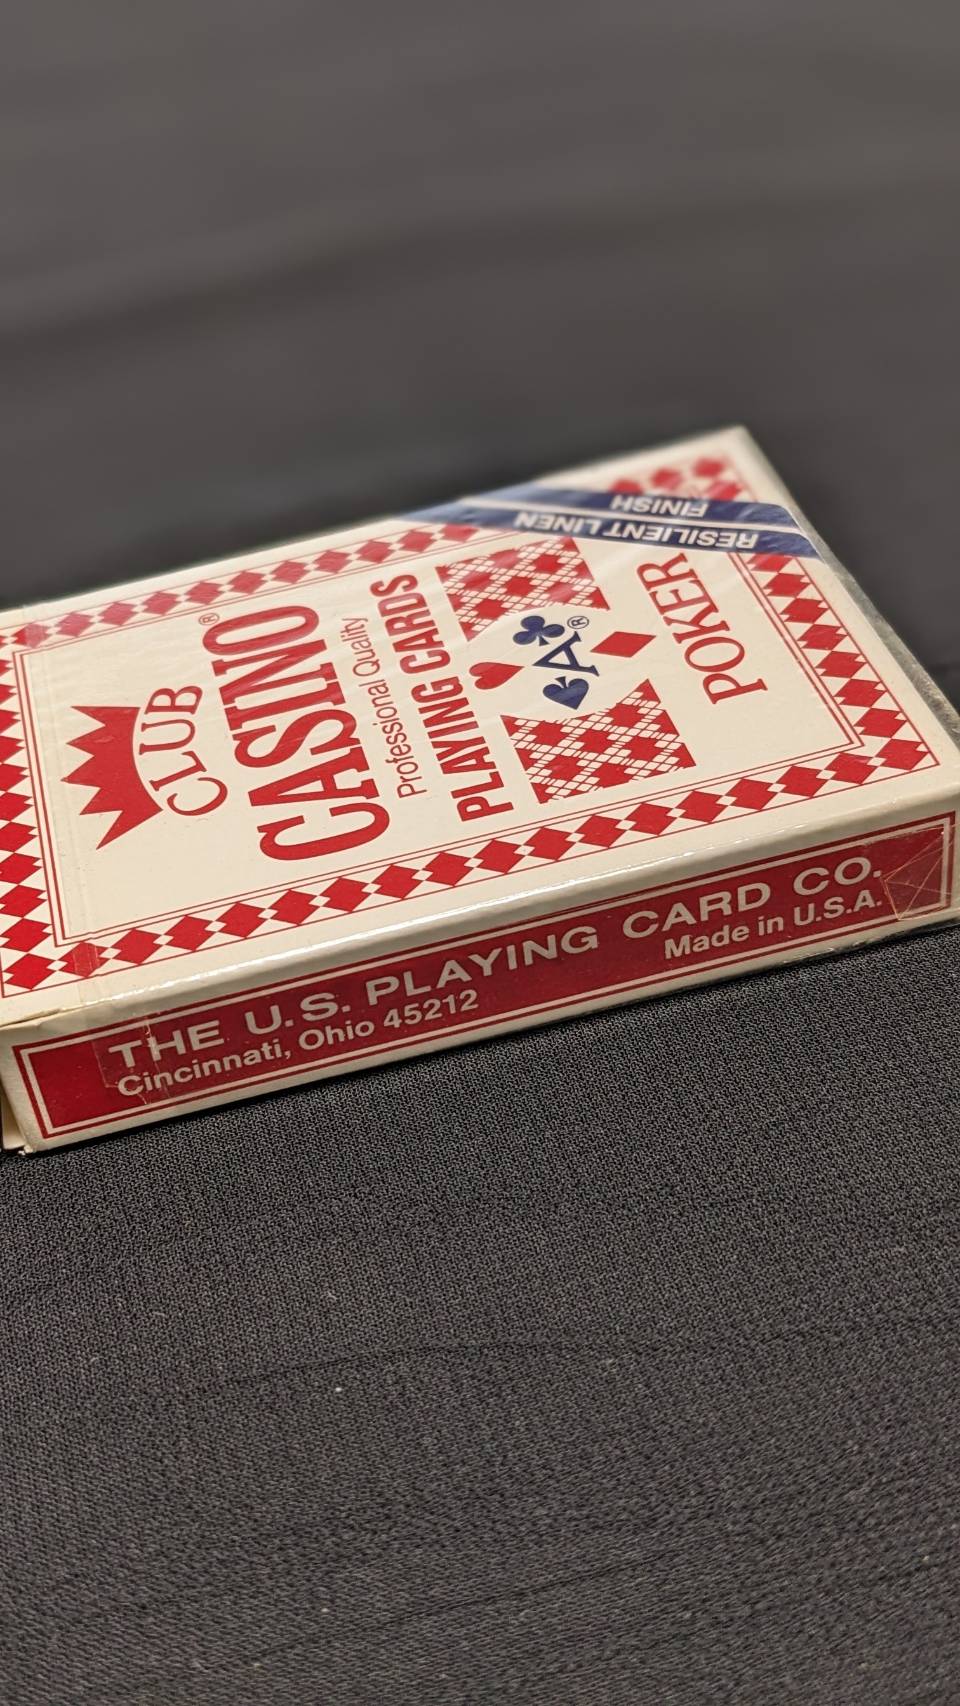 CLUB
CASINO®
Professional Quality
PLAYING CARDS
A®
POKER
RESILIENT LINEN
FINISH
THE U.S. PLAYING CARD CO.
Cincinnati, Ohio 45212
Made in U.S.A.